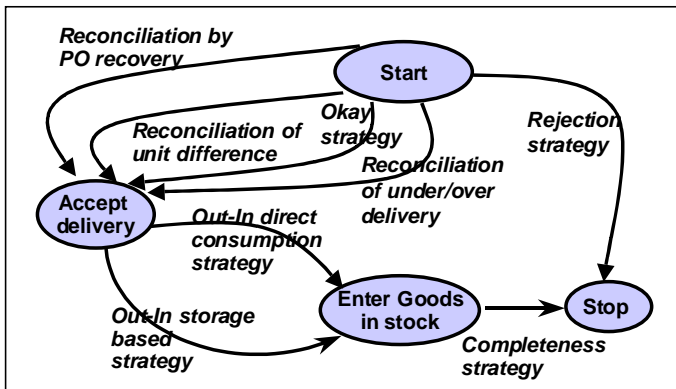 Reconciliation by
PO recovery
Start
Okay
strategy
Rejection
strategy
Reconciliation of
unit difference
Reconciliation
of under/over
delivery
Accept
delivery
Out-In direct
consumption
strategy
Enter Goods
in stock
Stop
Out-In storage
based
strategy
Completeness
strategy